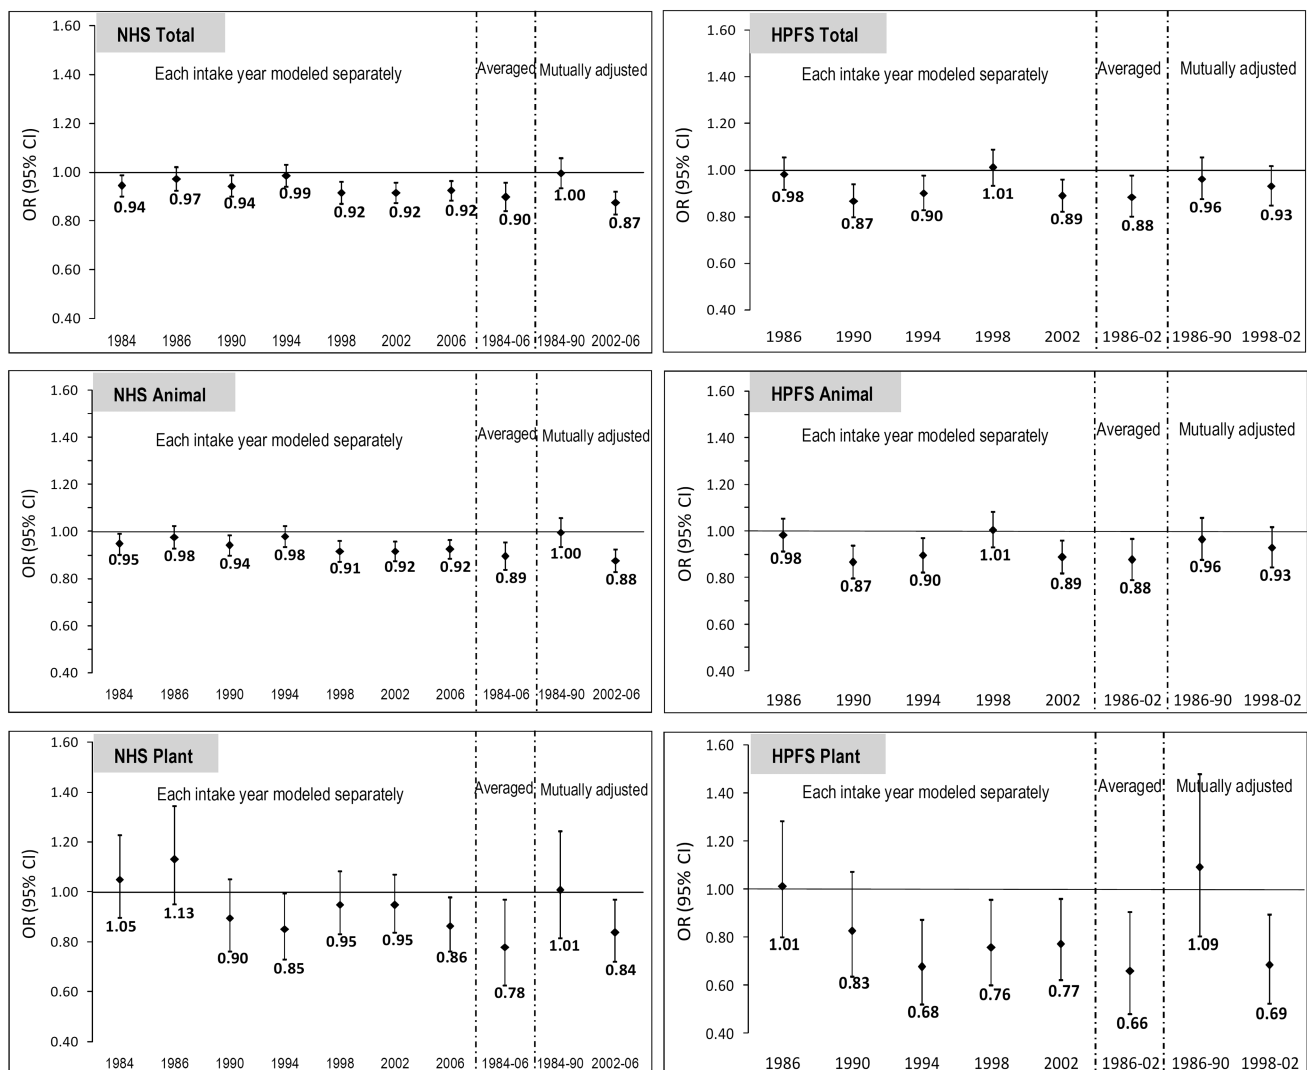 NHS Total
Each intake year modeled separately
Averaged
Mutually adjusted
OR (95% CI)
1.60
1.40
1.20
1.00
0.80
0.60
0.40
0.94
0.97
0.94
0.99
0.92
0.92
0.92
0.90
1.00
0.87
1984 1986 1990 1994 1998 2002 2006 1984-06 1984-90 2002-06
HPFS Total
Each intake year modeled separately
Averaged
Mutually adjusted
OR (95% CI)
1.60
1.40
1.20
1.00
0.80
0.60
0.40
0.98
0.87
0.90
1.01
0.89
0.88
0.96
0.93
1986 1990 1994 1998 2002 1986-02 1986-90 1998-02
NHS Animal
Each intake year modeled separately
Averaged
Mutually adjusted
OR (95% CI)
1.60
1.40
1.20
1.00
0.80
0.60
0.40
0.95
0.98
0.94
0.98
0.91
0.92
0.92
0.89
1.00
0.88
1984 1986 1990 1994 1998 2002 2006 1984-06 1984-90 2002-06
HPFS Animal
Each intake year modeled separately
Averaged
Mutually adjusted
OR (95% CI)
1.60
1.40
1.20
1.00
0.80
0.60
0.40
0.98
0.87
0.90
1.01
0.89
0.88
0.96
0.93
1986 1990 1994 1998 2002 1986-02 1986-90 1998-02
NHS Plant
Each intake year modeled separately
Averaged
Mutually adjusted
OR (95% CI)
1.60
1.40
1.20
1.00
0.80
0.60
0.40
1.05
1.13
0.90
0.85
0.95
0.95
0.86
0.78
1.01
0.84
1984 1986 1990 1994 1998 2002 2006 1984-06 1984-90 2002-06
HPFS Plant
Each intake year modeled separately
Averaged
Mutually adjusted
OR (95% CI)
1.60
1.40
1.20
1.00
0.80
0.60
0.40
1.01
0.83
0.68
0.76
0.77
0.66
1.09
0.69
1986 1990 1994 1998 2002 1986-02 1986-90 1998-02